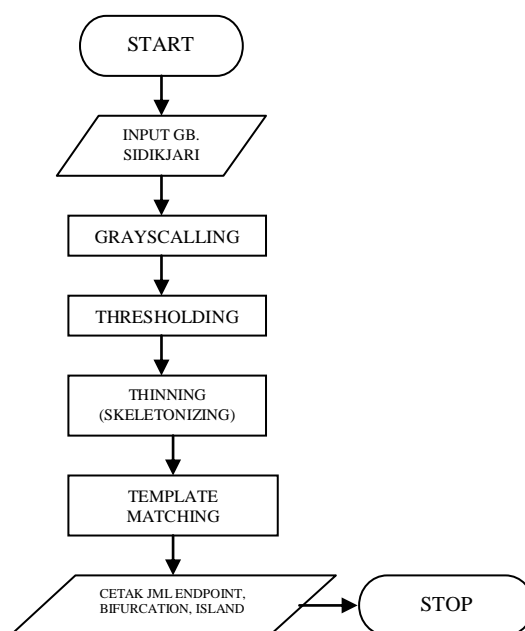 START
INPUT GB.
SIDIKJARI
GRAYSCALLING
THRESHOLDING
THINNING
(SKELETONIZING)
TEMPLATE
MATCHING
CETAK JML ENDPOINT,
BIFURCATION, ISLAND
STOP